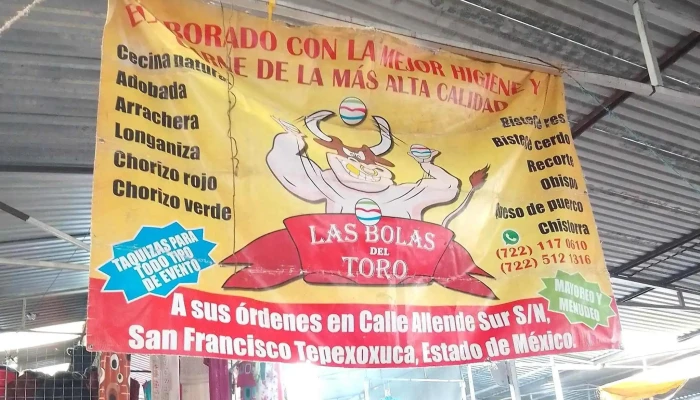 ELABORADO CON LA MEJOR HIGIENE Y
CARNE DE LA MÁS ALTA CALIDAD
Cecina natural
Adobada
Arrachera
Longaniza
Chorizo rojo
Chorizo verde
Bistec res
Bistec cerdo
Recorte
Obispo
Queso de puerco
Chistorra
(722) 117 0610
(722) 512 1316
LAS BOLAS
DEL
TORO
TAQUIZAS PARA
TODO TIPO
DE EVENTO
MAYOREO Y
MENUDEO
A sus órdenes en Calle Allende Sur S/N,
San Francisco Tepexoxuca, Estado de México.